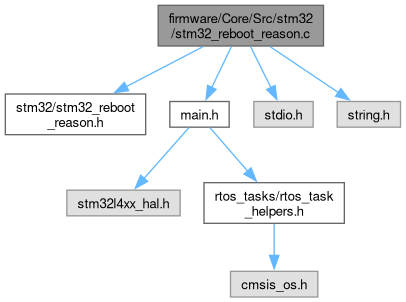 firmware/Core/Src/stm32
/stm32_reboot_reason.c
stm32/stm32_reboot
_reason.h
main.h
stdio.h
string.h
stm32l4xx_hal.h
rtos_tasks/rtos_task
_helpers.h
cmsis_os.h